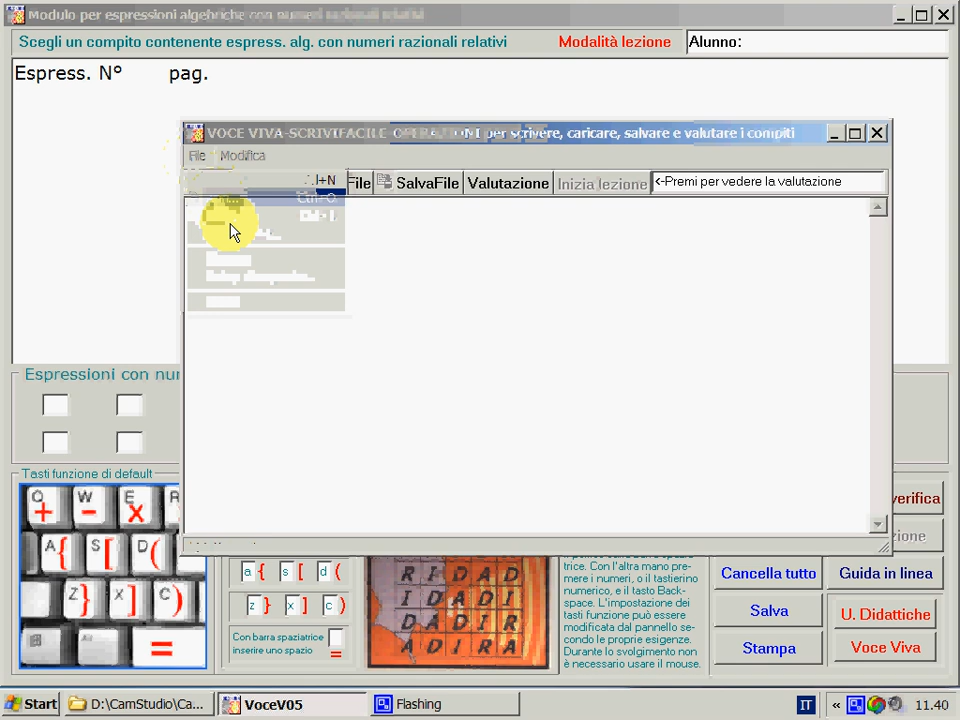 Modulo per espressioni algebriche con numeri razionali relativi
Scegli un compito contenente espress. alg. con numeri razionali relativi
Modalità lezione
Alunno:
Espress. N° pag.
VOCE VIVA-SCRIVIFACILE OPERAZIONI per scrivere, caricare, salvare e valutare i compiti
File Modifica
File
SalvaFile
Valutazione
Inizia lezione
<-Premi per vedere la valutazione
Espressioni con
Tasti funzione di default
Q W E R
+ - x
A{ S[ D(
Z} X] C)
=
a { s [ d (
z } x ] c )
Con barra spaziatrice
inserire uno spazio
=
R I D A D
I D A D I
D A D I R
A D I R A
trice. Con l'altra mano pre-
me i numeri, o il tastierino
numerico, e il tasto Back-
space. L'impostazione dei
tasti funzione può essere
modificata dal pannello se-
condo le proprie esigenze.
Durante lo svolgimento non
è necessario usare il mouse.
verifica
Cancella tutto
Guida in linea
Salva
U. Didattiche
Stampa
Voce Viva
Start
D:\CamStudio\Ca...
VoceV05
Flashing
IT
«
11.40